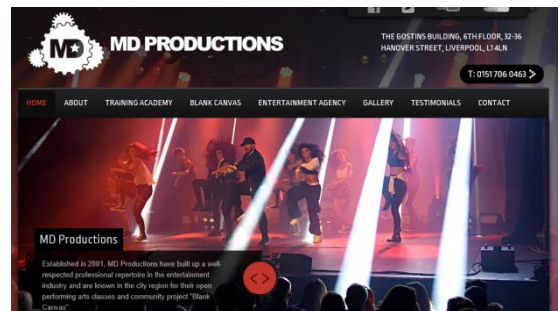 MD
MD PRODUCTIONS
THE GOSTINS BUILDING, 6TH FLOOR, 32-36
HANOVER STREET, LIVERPOOL, L1 4LN
T: 0151 706 0463 >
HOME ABOUT TRAINING ACADEMY BLANK CANVAS ENTERTAINMENT AGENCY GALLERY TESTIMONIALS CONTACT
MD Productions
Established in 2001, MD Productions have built up a well-
respected professional repertoire in the entertainment
industry and are known in the city region for their open
performing arts classes and community project "Blank
Canvas".